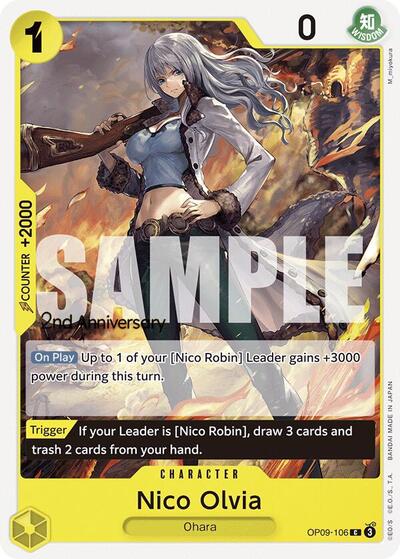 1
0
知
WISDOM
M_miyakura
COUNTER +2000
SAMPLE
2nd Anniversary
On Play Up to 1 of your [Nico Robin] Leader gains +3000
power during this turn.
Trigger If your Leader is [Nico Robin], draw 3 cards and
trash 2 cards from your hand.
CHARACTER
Nico Olvia
Ohara
OP09-106 C 3
©E.O./S. ©E.O./S., T.A. BANDAI MADE IN JAPAN